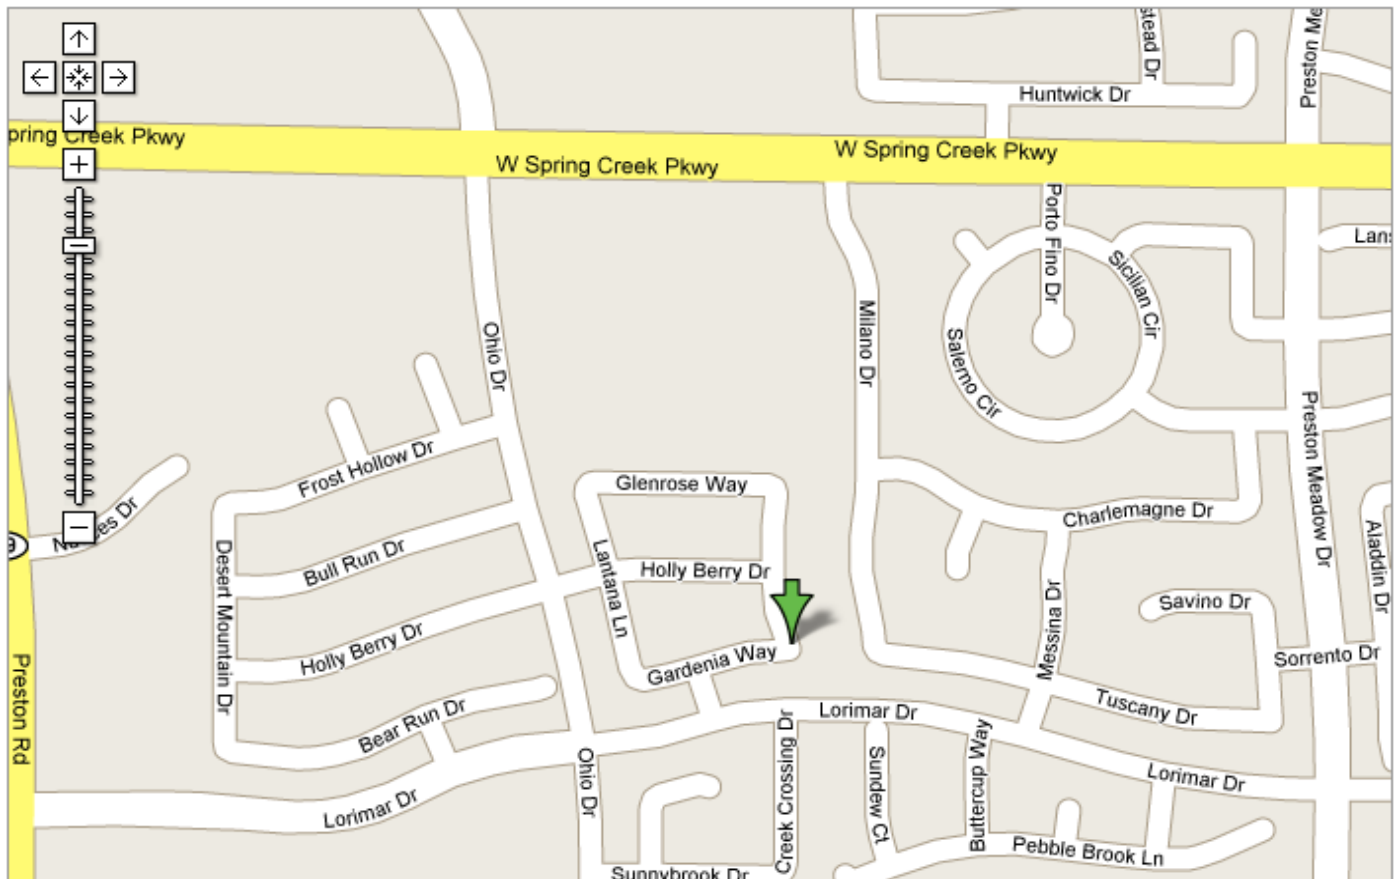 stead Dr
Preston Me
Huntwick Dr
pring Creek Pkwy
W Spring Creek Pkwy
W Spring Creek Pkwy
Porto Fino Dr
Lans
Sicilian Cir
Milano Dr
Ohio Dr
Salerno Cir
Preston Meadow Dr
Frost Hollow Dr
Glenrose Way
Charlemagne Dr
9
Aladdin Dr
Desert Mountain Dr
Bull Run Dr
Lantana Ln
Holly Berry Dr
Messina Dr
Savino Dr
Holly Berry Dr
Gardenia Way
Sorrento Dr
Preston Rd
Bear Run Dr
Tuscany Dr
Lorimar Dr
Creek Crossing Dr
Buttercup Way
Sundew Ct
Ohio Dr
Lorimar Dr
Lorimar Dr
Pebble Brook Ln
Sunnybrook Dr